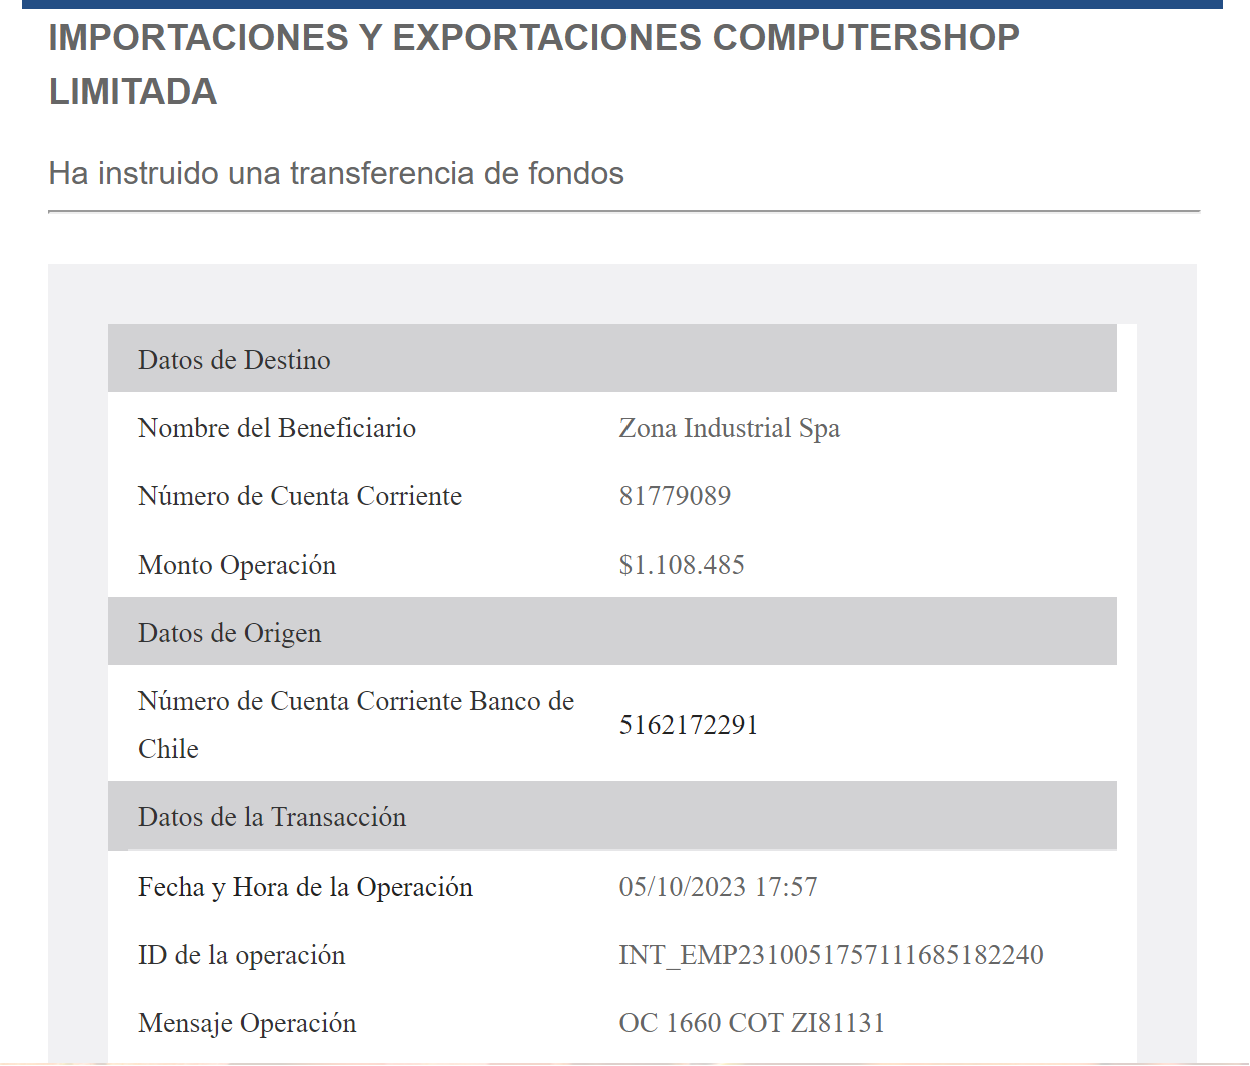 IMPORTACIONES Y EXPORTACIONES COMPUTERSHOP
LIMITADA
Ha instruido una transferencia de fondos
Datos de Destino
Nombre del Beneficiario Zona Industrial Spa
Número de Cuenta Corriente 81779089
Monto Operación $1.108.485
Datos de Origen
Número de Cuenta Corriente Banco de
Chile 5162172291
Datos de la Transacción
Fecha y Hora de la Operación 05/10/2023 17:57
ID de la operación INT_EMP2310051757111685182240
Mensaje Operación OC 1660 COT ZI81131